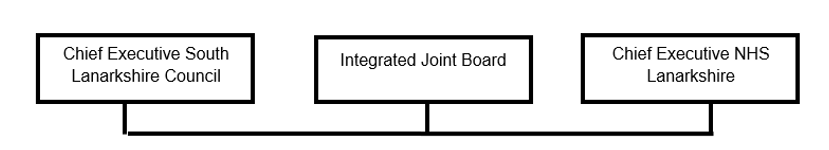 Chief Executive South
Lanarkshire Council
Integrated Joint Board
Chief Executive NHS
Lanarkshire